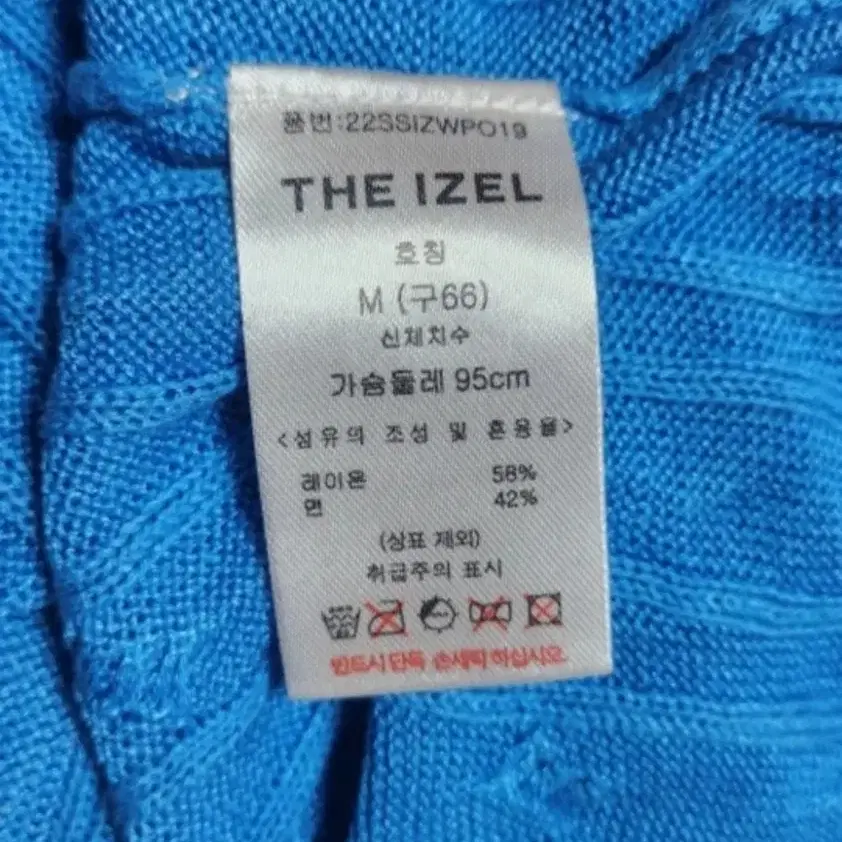 품번:22SSIZWPO19
THE IZEL
호칭
M (구66)
신체치수
가슴둘레 95cm
<섬유의 조성 및 혼용율>
레이온 58%
면 42%
(상표 제외)
취급주의 표시
반드시 단독 손세탁 하십시오.